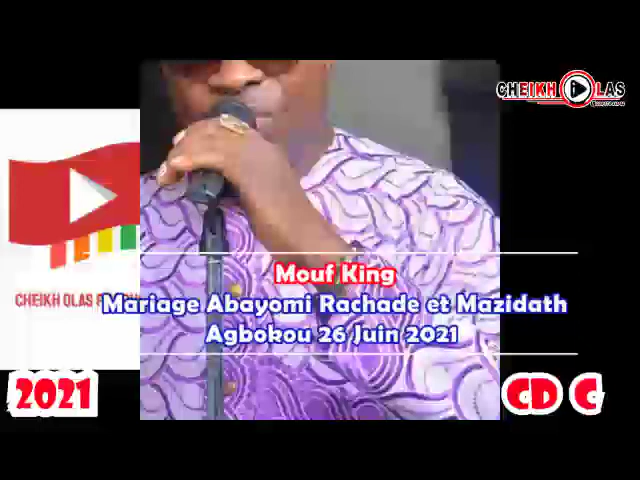 CHEIKH OLAS
CHEIKH OLAS
Mouf King
Mariage Abayomi Rachade et Mazidath
Agbokou 26 Juin 2021
2021
CD C